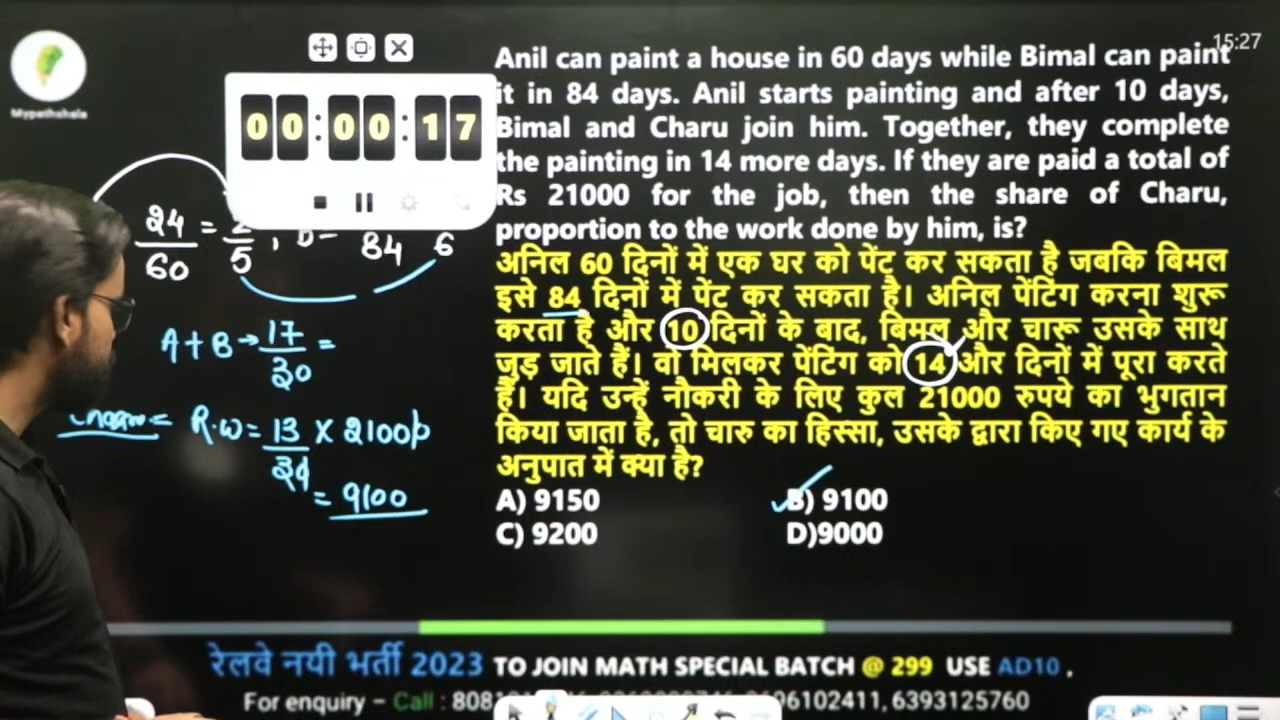 15:27
Mypathshala
00:00:17
Anil can paint a house in 60 days while Bimal can paint
it in 84 days. Anil starts painting and after 10 days,
Bimal and Charu join him. Together, they complete
the painting in 14 more days. If they are paid a total of
Rs 21000 for the job, then the share of Charu,
proportion to the work done by him, is?
अनिल 60 दिनों में एक घर को पेंट कर सकता है जबकि बिमल
इसे 84 दिनों में पेंट कर सकता है। अनिल पेंटिंग करना शुरू
करता है और 10 दिनों के बाद, बिमल और चारू उसके साथ
जुड़ जाते हैं। वो मिलकर पेंटिंग को 14 और दिनों में पूरा करते
हैं। यदि उन्हें नौकरी के लिए कुल 21000 रुपये का भुगतान
किया जाता है, तो चारु का हिस्सा, उसके द्वारा किए गए कार्य के
अनुपात में क्या है?
A) 9150 B) 9100
C) 9200 D)9000
24
60
=
5
84 6
A+B→ 17
30
=
R.W= 13 × 21000
30
= 9100
रेलवे नयी भर्ती 2023 TO JOIN MATH SPECIAL BATCH @ 299 USE AD10 .
For enquiry – Call : 6393125760